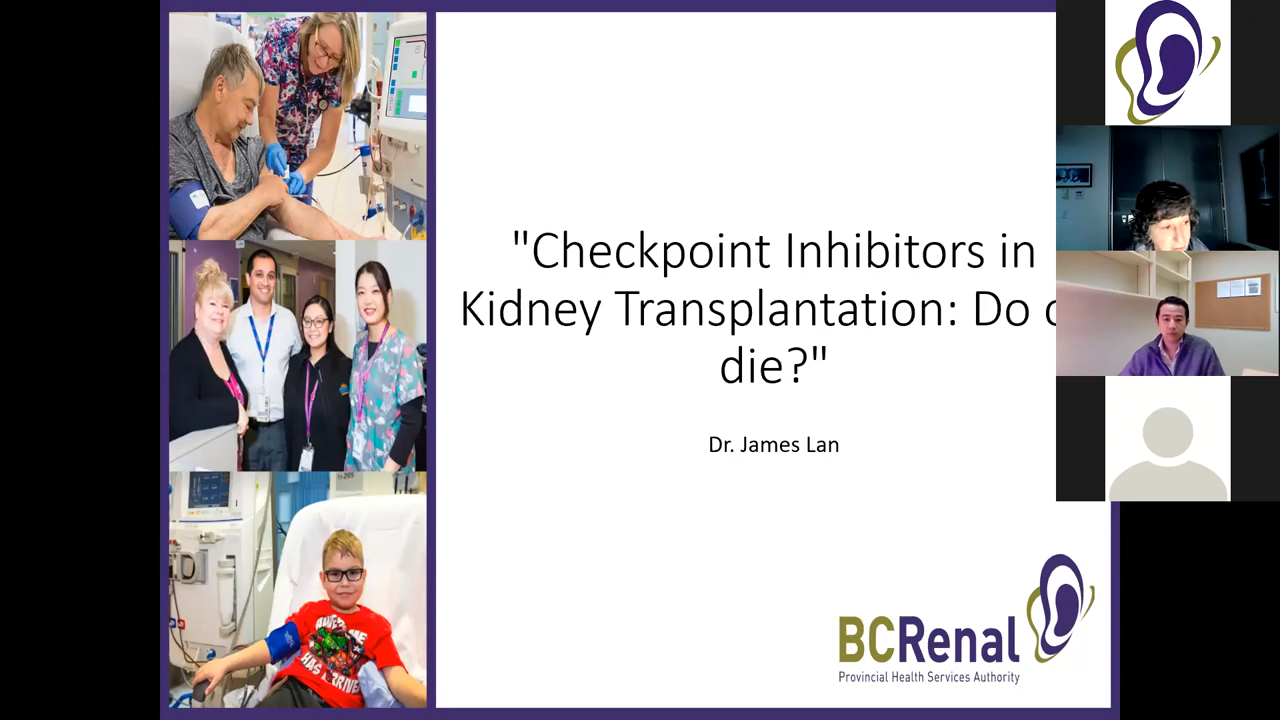 "Checkpoint Inhibitors in
Kidney Transplantation: Do
die?"
Dr. James Lan
BCRenal
Provincial Health Services Authority